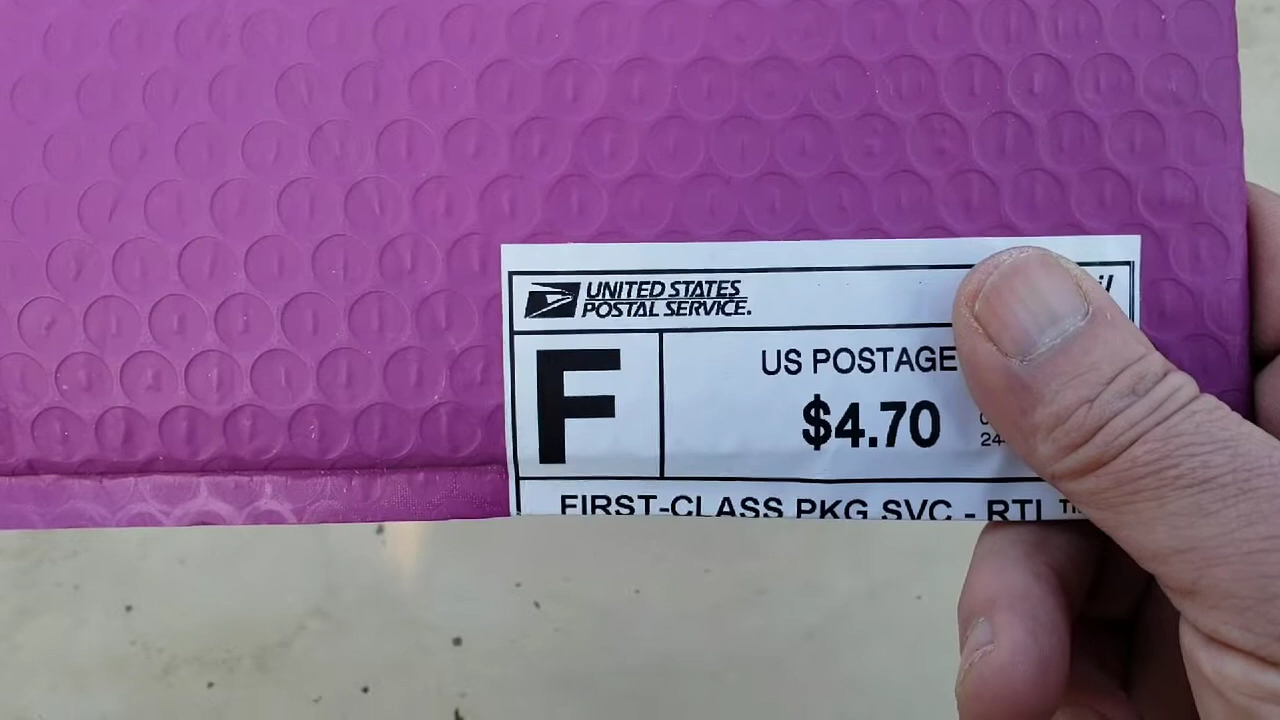 UNITED STATES
POSTAL SERVICE.
F
US POSTAGE
$4.70
FIRST-CLASS PKG SVC - RTL